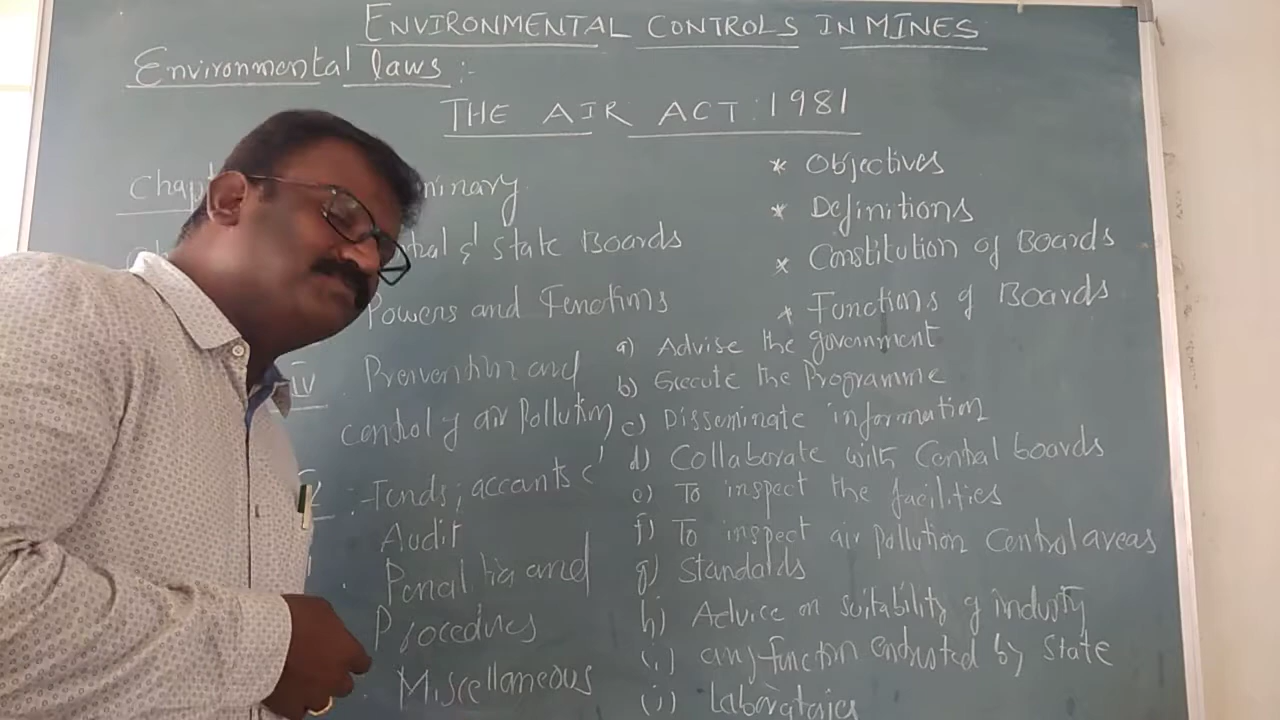 ENVIRONMENTAL CONTROLS IN MINES
Environmental laws :-
THE AIR ACT : 1981
Chap
minary
& State Boards
Powers and Functions
IV Prevention and
control of air Pollution
Funds, accants &
Audit
Penalties and
Procedures
Miscellaneous
* Objectives
* Definitions
* Constitution of Boards
* Functions of Boards
a) Advise the government
b) Execute the Programme
c) Disseminate information
d) Collaborate with Central boards
e) To inspect the facilities
f) To inspect air Pollution Control areas
g) Standards
h) Advice on suitability of industry
(i) any function entrusted by State
(j) Laboratories